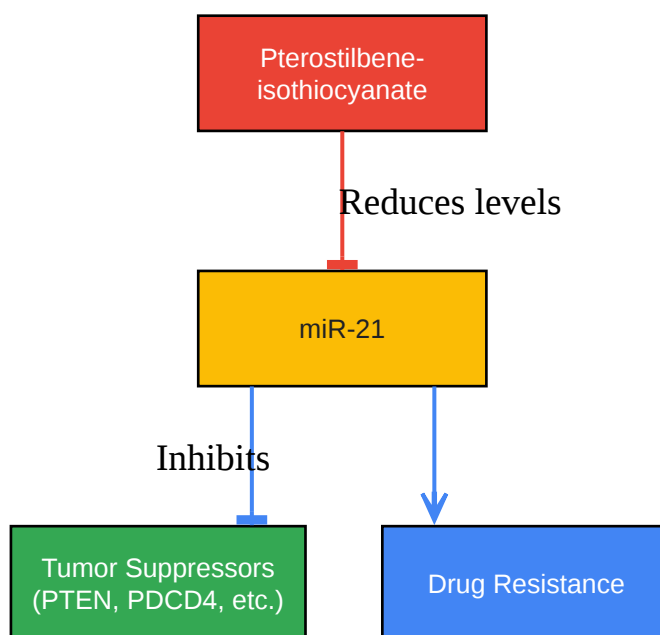 Pterostilbene-
isothiocyanate
Reduces levels
miR-21
Inhibits
Tumor Suppressors
(PTEN, PDCD4, etc.)
Drug Resistance